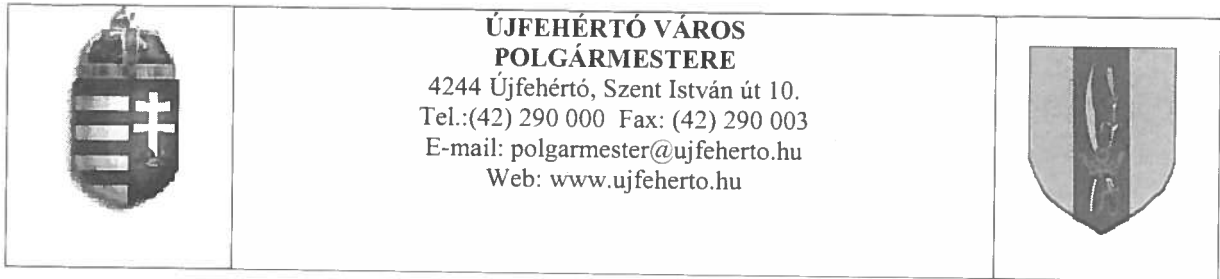 ÚJFEHÉRTÓ VÁROS
POLGÁRMESTERE
4244 Újfehértó, Szent István út 10.
Tel.:(42) 290 000 Fax: (42) 290 003
E-mail: polgarmester@ujfeherto.hu
Web: www.ujfeherto.hu